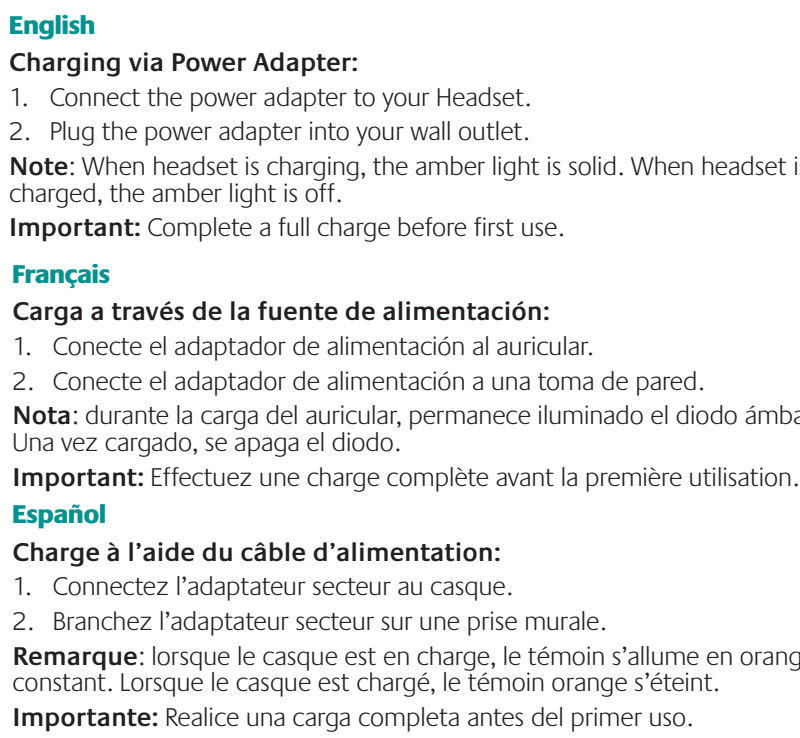 English
Charging via Power Adapter:
1. Connect the power adapter to your Headset.
2. Plug the power adapter into your wall outlet.
Note: When headset is charging, the amber light is solid. When headset
charged, the amber light is off.
Important: Complete a full charge before first use.
Français
Carga a través de la fuente de alimentación:
1. Conecte el adaptador de alimentación al auricular.
2. Conecte el adaptador de alimentación a una toma de pared.
Nota: durante la carga del auricular, permanece iluminado el diodo
Una vez cargado, se apaga el diodo.
Important: Effectuez une charge complète avant la première utilisation.
Español
Charge à l’aide du câble d’alimentation:
1. Connectez l’adaptateur secteur au casque.
2. Branchez l’adaptateur secteur sur une prise murale.
Remarque: lorsque le casque est en charge, le témoin s’allume en
constant. Lorsque le casque est chargé, le témoin orange s’éteint.
Importante: Realice una carga completa antes del primer uso.